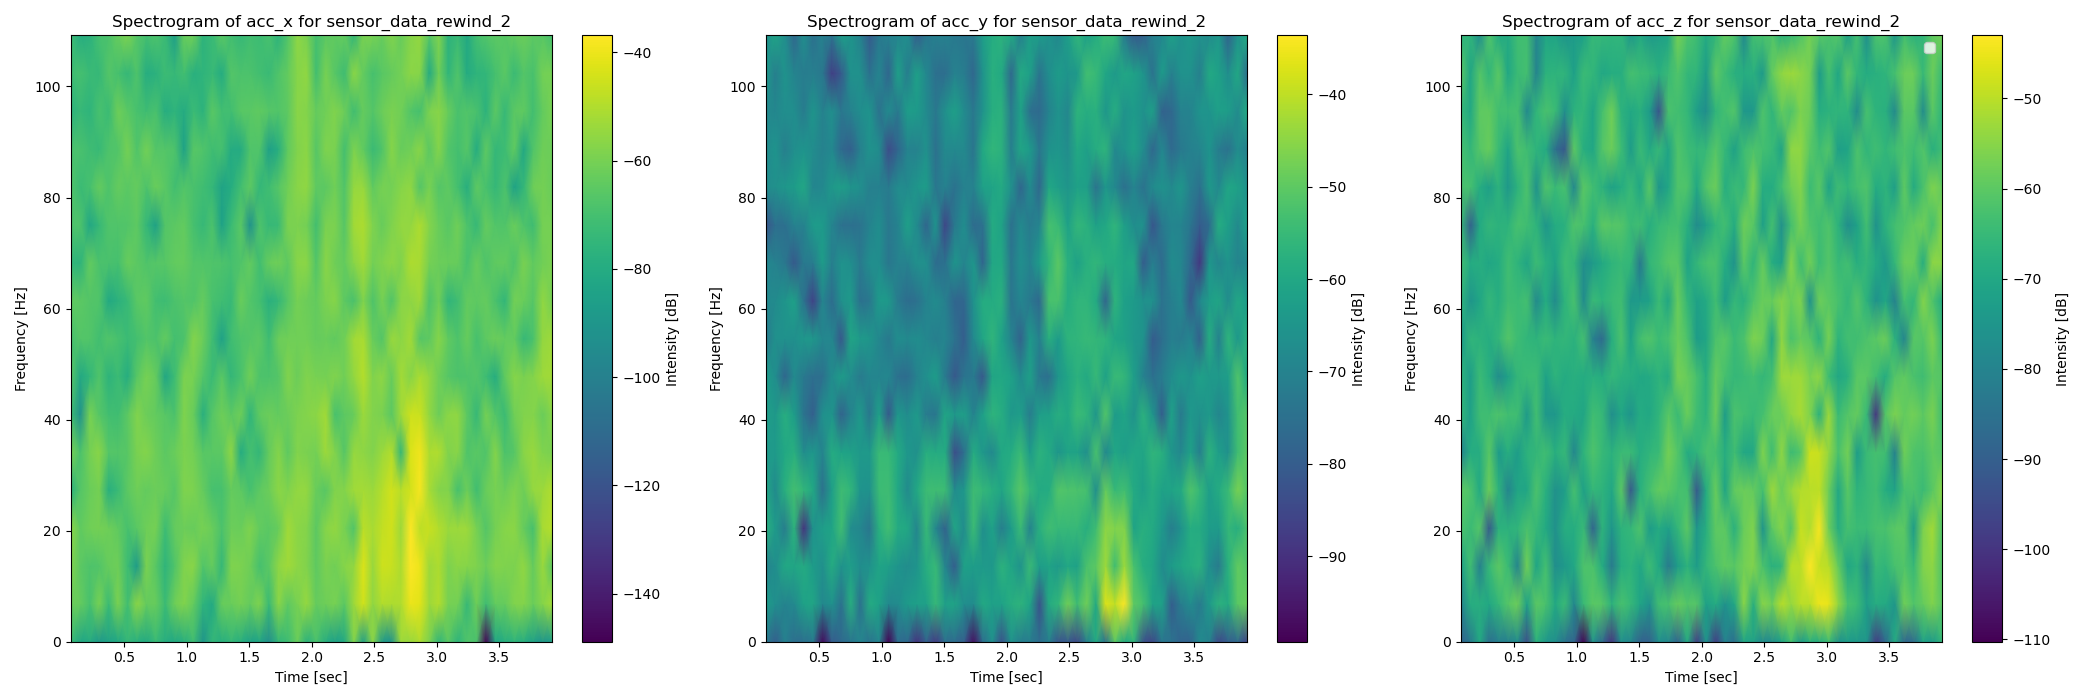 Spectrogram of acc_x for sensor_data_rewind_2
Frequency [Hz]
100
80
60
40
20
0
0.5 1.0 1.5 2.0 2.5 3.0 3.5
Time [sec]
−40
−60
−80
−100
−120
−140
Intensity [dB]
Spectrogram of acc_y for sensor_data_rewind_2
Frequency [Hz]
100
80
60
40
20
0
0.5 1.0 1.5 2.0 2.5 3.0 3.5
Time [sec]
−40
−50
−60
−70
−80
−90
Intensity [dB]
Spectrogram of acc_z for sensor_data_rewind_2
Frequency [Hz]
100
80
60
40
20
0
0.5 1.0 1.5 2.0 2.5 3.0 3.5
Time [sec]
−50
−60
−70
−80
−90
−100
−110
Intensity [dB]